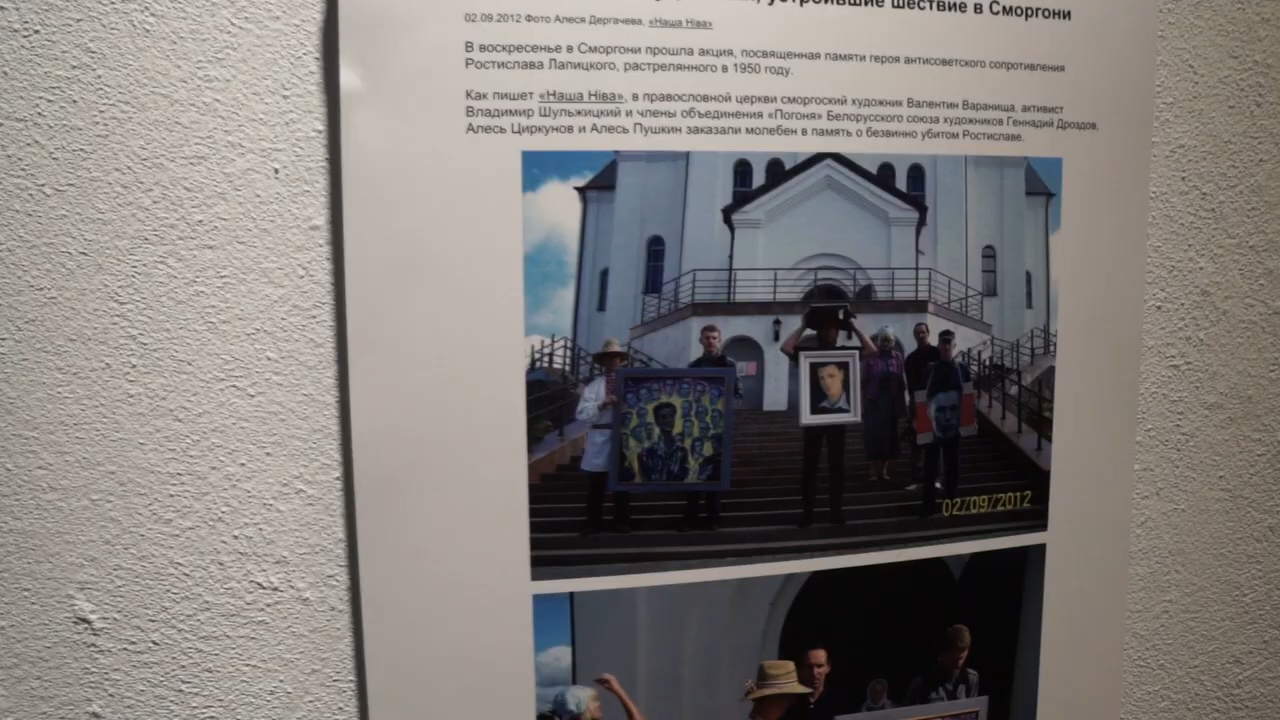 устроившие шествие в Сморгони
02.09.2012 Фото Алеся Дергачева, «Наша Ніва»
В воскресенье в Сморгони прошла акция, посвященная памяти героя антисоветского сопротивления
Ростислава Лапицкого, растрелянного в 1950 году.
Как пишет «Наша Ніва», в православной церкви сморгоский художник Валентин Варанища, активист
Владимир Шульжицкий и члены объединения «Погоня» Белорусского союза художников Геннадий Дроздов,
Алесь Циркунов и Алесь Пушкин заказали молебен в память о безвинно убитом Ростиславе.
02/09/2012